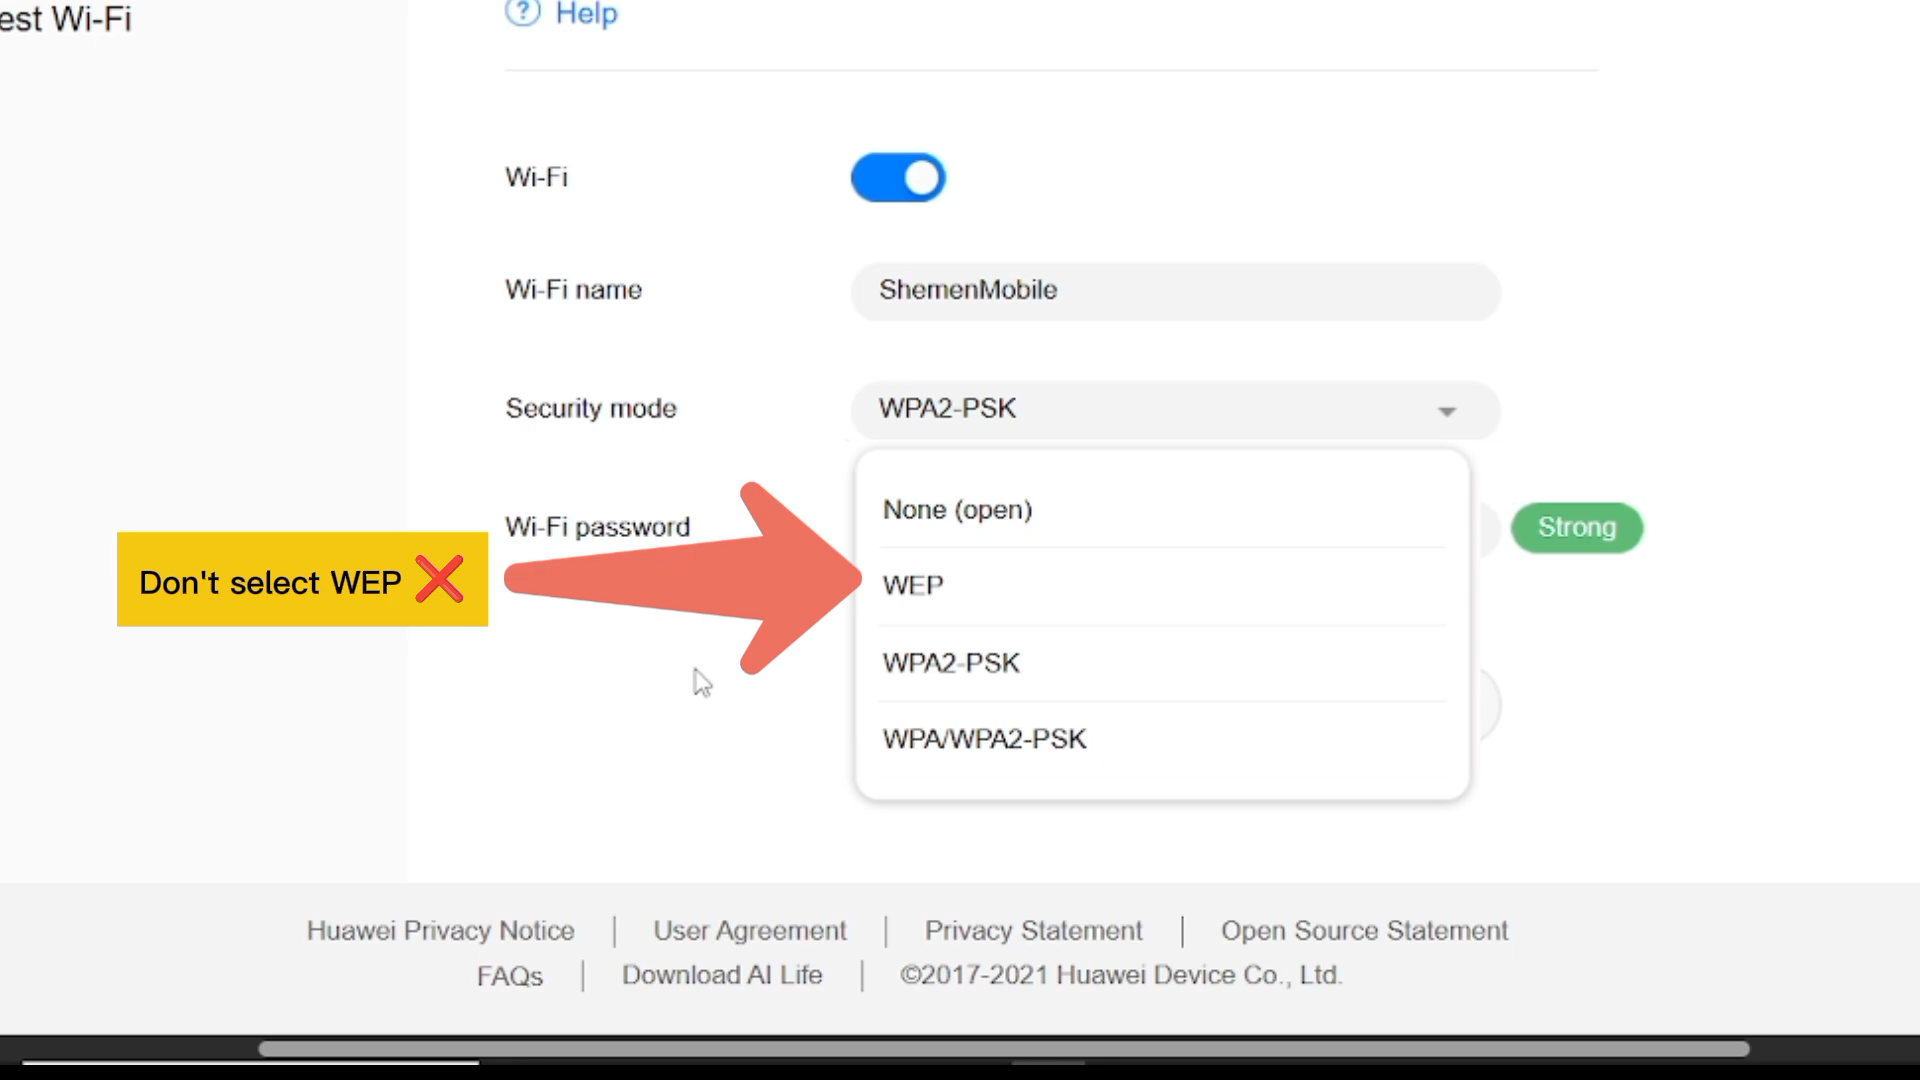 est Wi-Fi
? Help
Wi-Fi
Wi-Fi name
ShemenMobile
Security mode
WPA2-PSK
None (open)
Wi-Fi password
Strong
Don't select WEP ❌
WEP
WPA2-PSK
WPA/WPA2-PSK
Huawei Privacy Notice | User Agreement | Privacy Statement | Open Source Statement
FAQs | Download AI Life | ©2017-2021 Huawei Device Co., Ltd.